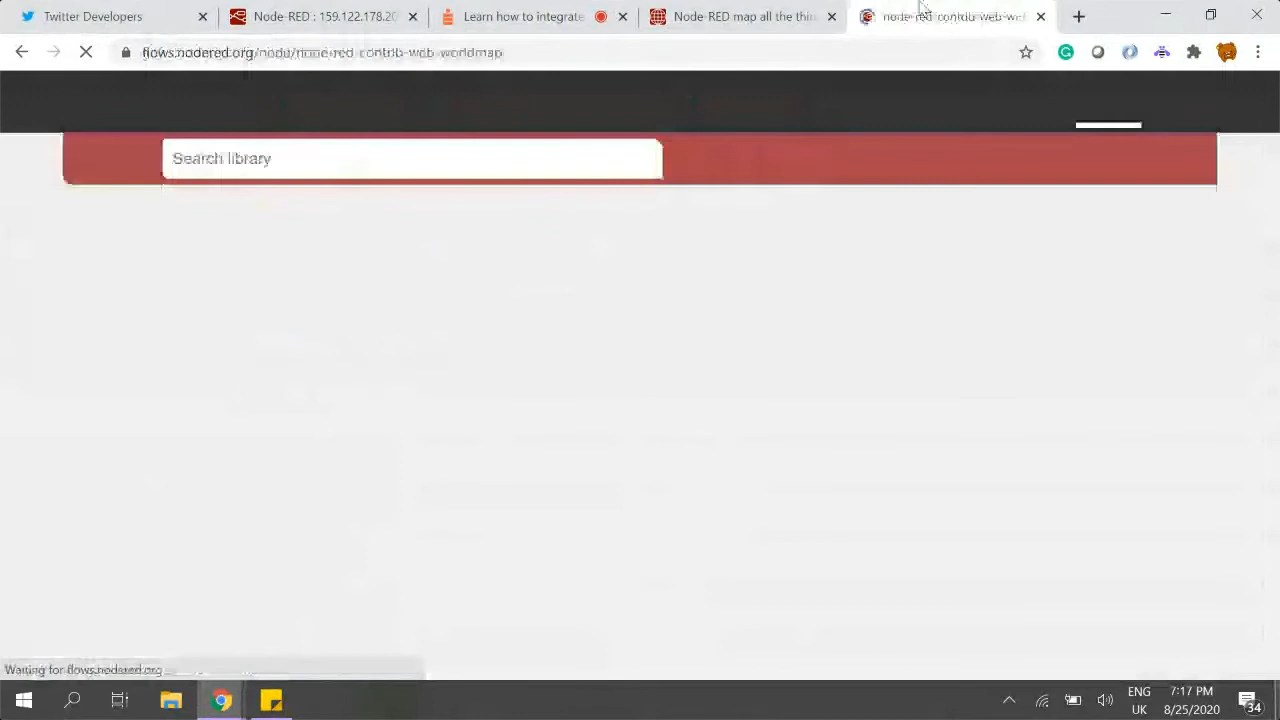 Twitter Developers
Node-RED : 159.122.178.20
Learn how to integrate
Node-RED map all the thin
node-red-contrib-web-wo
flows.nodered.org/node/node-red-contrib-web-worldmap
Search library
Waiting for flows.nodered.org
ENG
UK
7:17 PM
8/25/2020
34